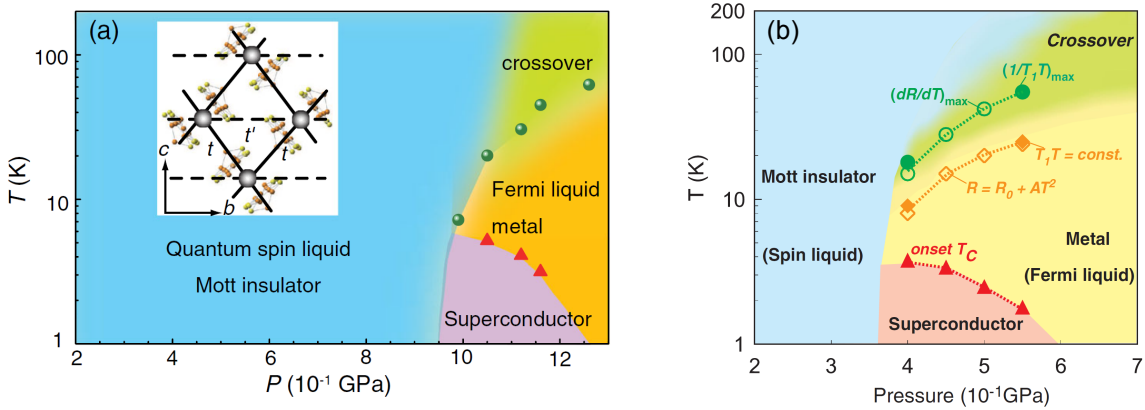 (a)
100
10
1
T (K)
c
b
t
t'
t
crossover
Fermi liquid
metal
Quantum spin liquid
Mott insulator
Superconductor
2
4
6
8
10
12
P (10⁻¹ GPa)
(b)
100
10
1
T (K)
Crossover
(1/T₁T)max
(dR/dT)max
T₁T = const.
R = R₀ + AT²
Mott insulator
(Spin liquid)
Metal
(Fermi liquid)
onset TC
Superconductor
2
3
4
5
6
7
Pressure (10⁻¹GPa)